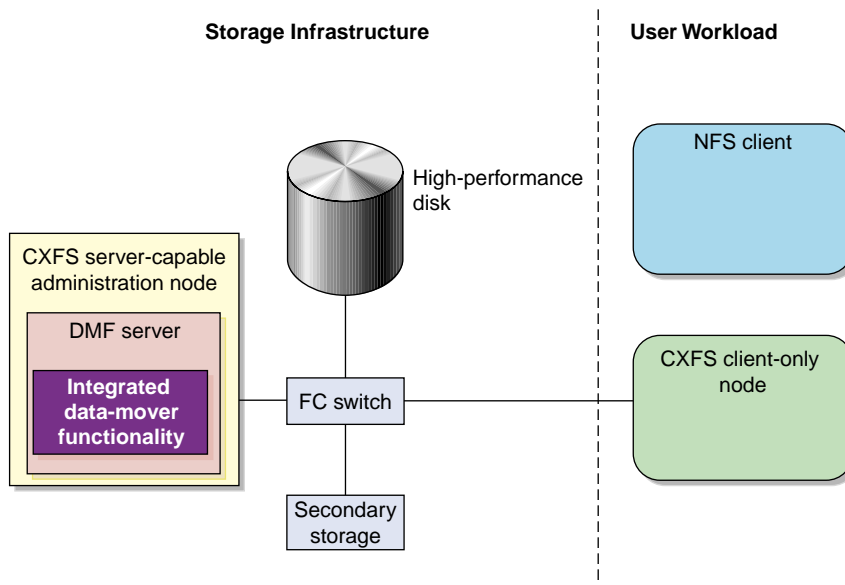 Storage Infrastructure
User Workload
NFS client
High-performance
disk
CXFS server-capable
administration node
DMF server
Integrated
data-mover
functionality
FC switch
CXFS client-only
node
Secondary
storage